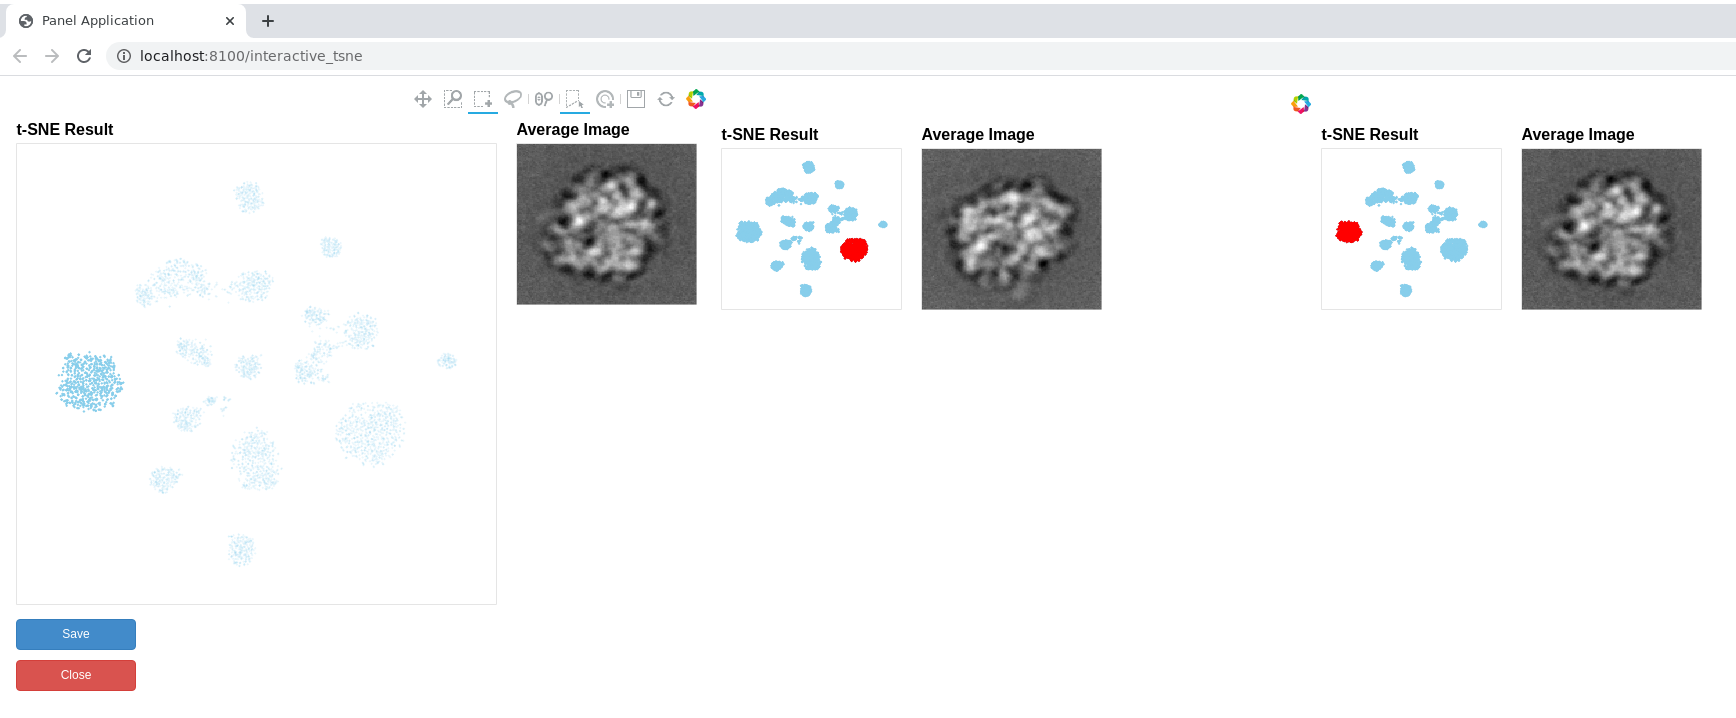 Panel Application
localhost:8100/interactive_tsne
t-SNE Result
Average Image
t-SNE Result
Average Image
t-SNE Result
Average Image
Save
Close